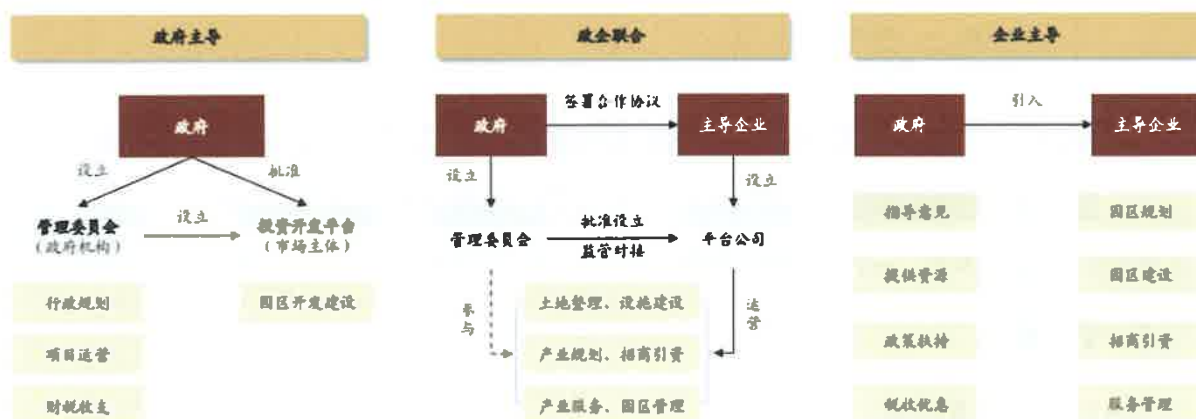 政府主导
政府
设立
批准
管理委员会
（政府机构）
设立
投资开发平台
（市场主体）
行政规划
园区开发建设
项目运营
财税收支
政企联合
政府
签署合作协议
主导企业
设立
设立
管理委员会
批准设立
监管对接
平台公司
参与
运营
土地整理、设施建设
产业规划、招商引资
产业服务、园区管理
企业主导
政府
引入
主导企业
指导意见
园区规划
提供资源
园区建设
政策扶持
招商引资
税收优惠
服务管理